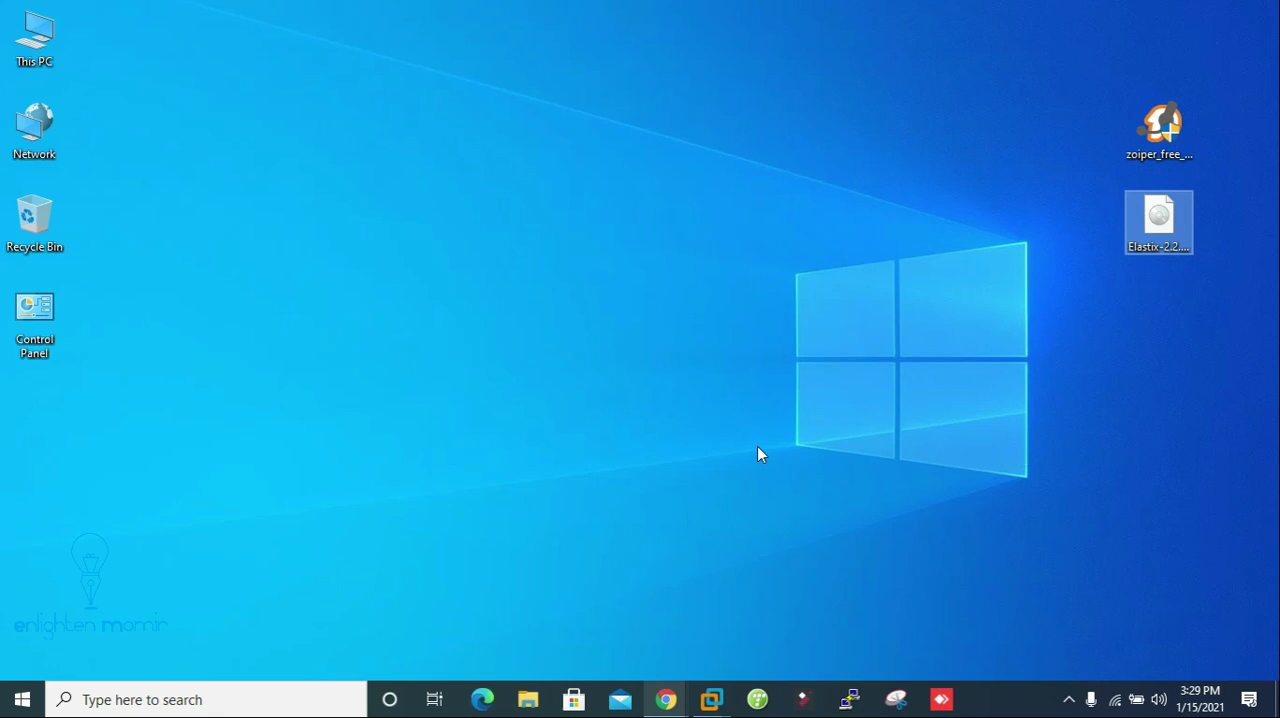 This PC
Network
Recycle Bin
Control
Panel
zoiper_free_...
Elastix-2.2....
enlighten momin
Type here to search
3:29 PM
1/15/2021